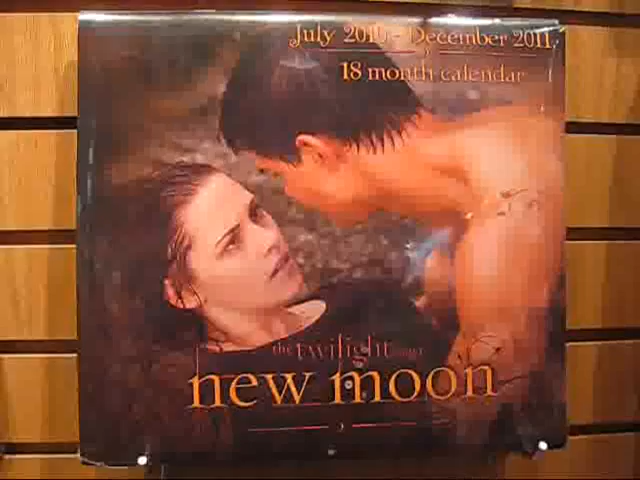 July 2010 - December 2011
18 month calendar
the twilight saga
new moon